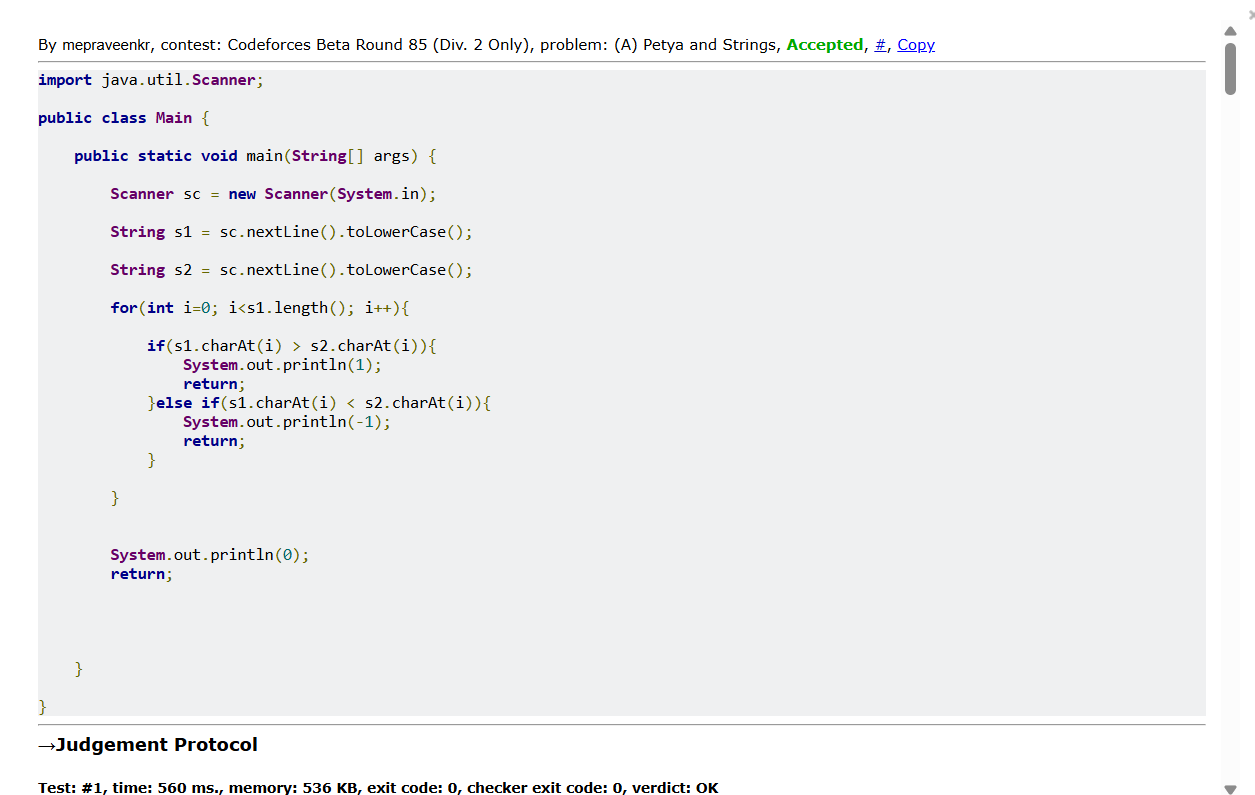 By mepraveenkr, contest: Codeforces Beta Round 85 (Div. 2 Only), problem: (A) Petya and Strings, Accepted, #, Copy
import java.util.Scanner;
public class Main {
public static void main(String[] args) {
Scanner sc = new Scanner(System.in);
String s1 = sc.nextLine().toLowerCase();
String s2 = sc.nextLine().toLowerCase();
for(int i=0; i<s1.length(); i++){
if(s1.charAt(i) > s2.charAt(i)){
System.out.println(1);
return;
}else if(s1.charAt(i) < s2.charAt(i)){
System.out.println(-1);
return;
}
}
System.out.println(0);
return;
}
}
→Judgement Protocol
Test: #1, time: 560 ms., memory: 536 KB, exit code: 0, checker exit code: 0, verdict: OK